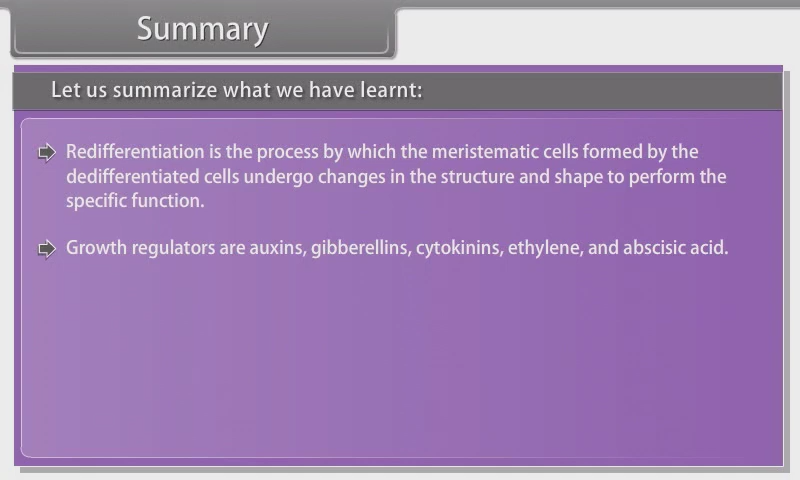 Summary
Let us summarize what we have learnt:
Redifferentiation is the process by which the meristematic cells formed by the
dedifferentiated cells undergo changes in the structure and shape to perform the
specific function.
Growth regulators are auxins, gibberellins, cytokinins, ethylene, and abscisic acid.